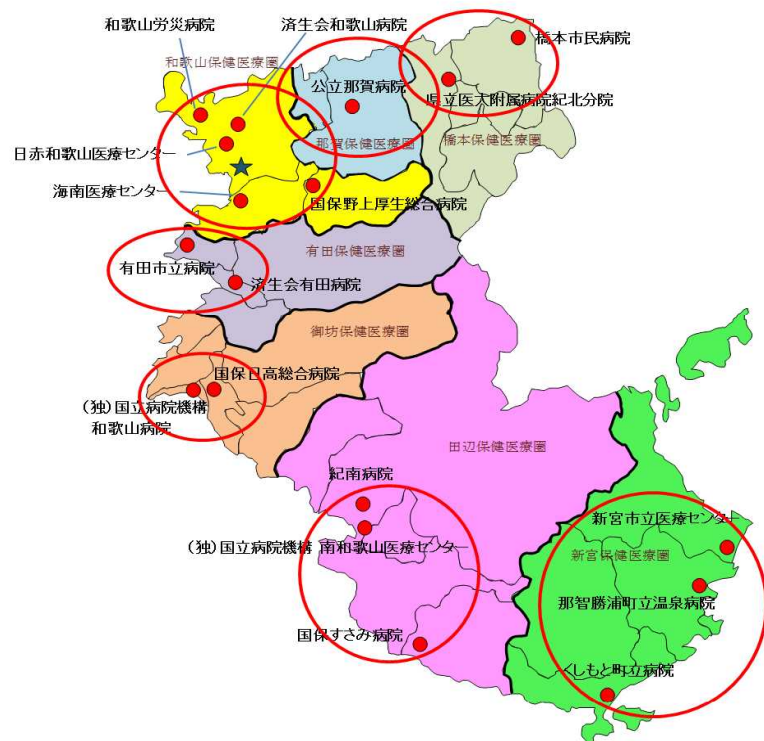 和歌山労災病院
済生会和歌山病院
橋本市民病院
和歌山保健医療圏
公立那賀病院
県立医大附属病院紀北分院
那賀保健医療圏
橋本保健医療圏
日赤和歌山医療センター
海南医療センター
国保野上厚生総合病院
有田保健医療圏
有田市立病院
済生会有田病院
御坊保健医療圏
国保日高総合病院
(独)国立病院機構
和歌山病院
田辺保健医療圏
紀南病院
新宮市立医療センター
(独)国立病院機構 南和歌山医療センター
新宮保健医療圏
那智勝浦町立温泉病院
国保すさみ病院
くしもと町立病院